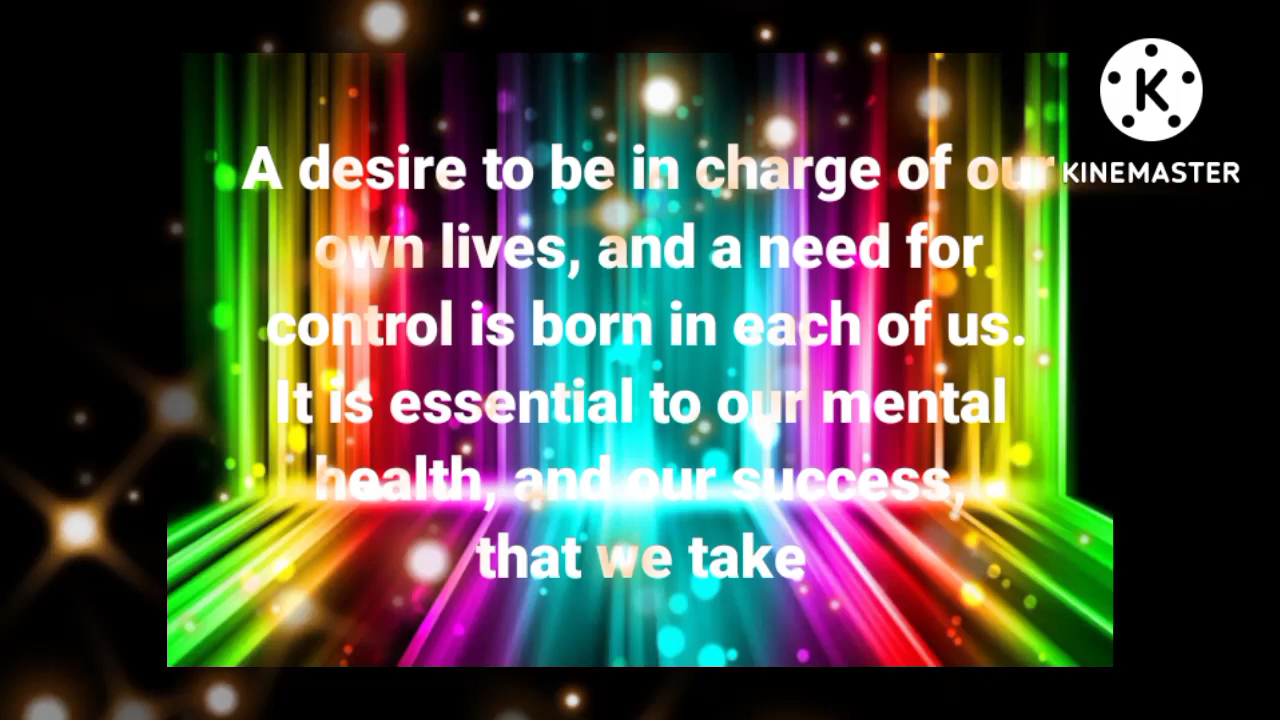 A desire to be in charge of our
own lives, and a need for
control is born in each of us.
It is essential to our mental
health, and our success,
that we take
K
KINEMASTER